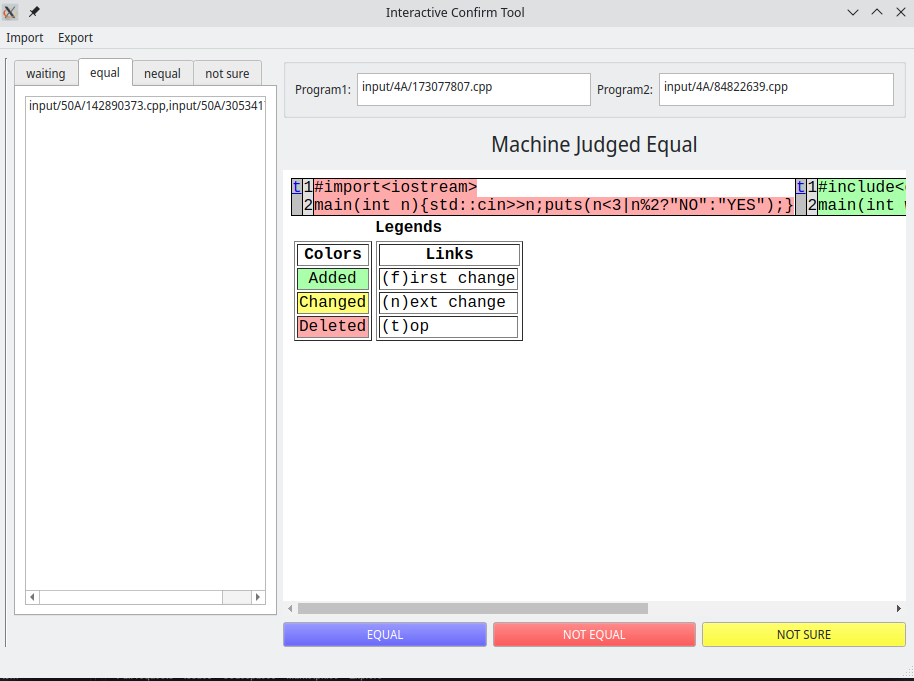 Interactive Confirm Tool
Import Export
waiting equal nequal not sure
input/50A/142890373.cpp,input/50A/305341
Program1: input/4A/173077807.cpp Program2: input/4A/84822639.cpp
Machine Judged Equal
t 1 #import<iostream> t 1 #include<
2 main(int n){std::cin>>n;puts(n<3|n%2?"NO":"YES");} 2 main(int
Legends
Colors Links
Added (f)irst change
Changed (n)ext change
Deleted (t)op
EQUAL NOT EQUAL NOT SURE